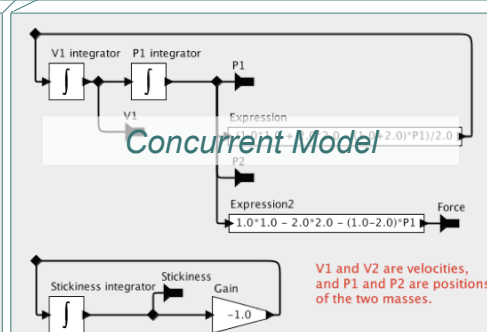 V1 integrator P1 integrator
P1
V1
Expression
Concurrent Model
P2
Expression2
Force
1.0*1.0 - 2.0*2.0 - (1.0-2.0)*P1
Stickiness
Stickiness integrator
Gain
-1.0
V1 and V2 are velocities,
and P1 and P2 are positions
of the two masses.